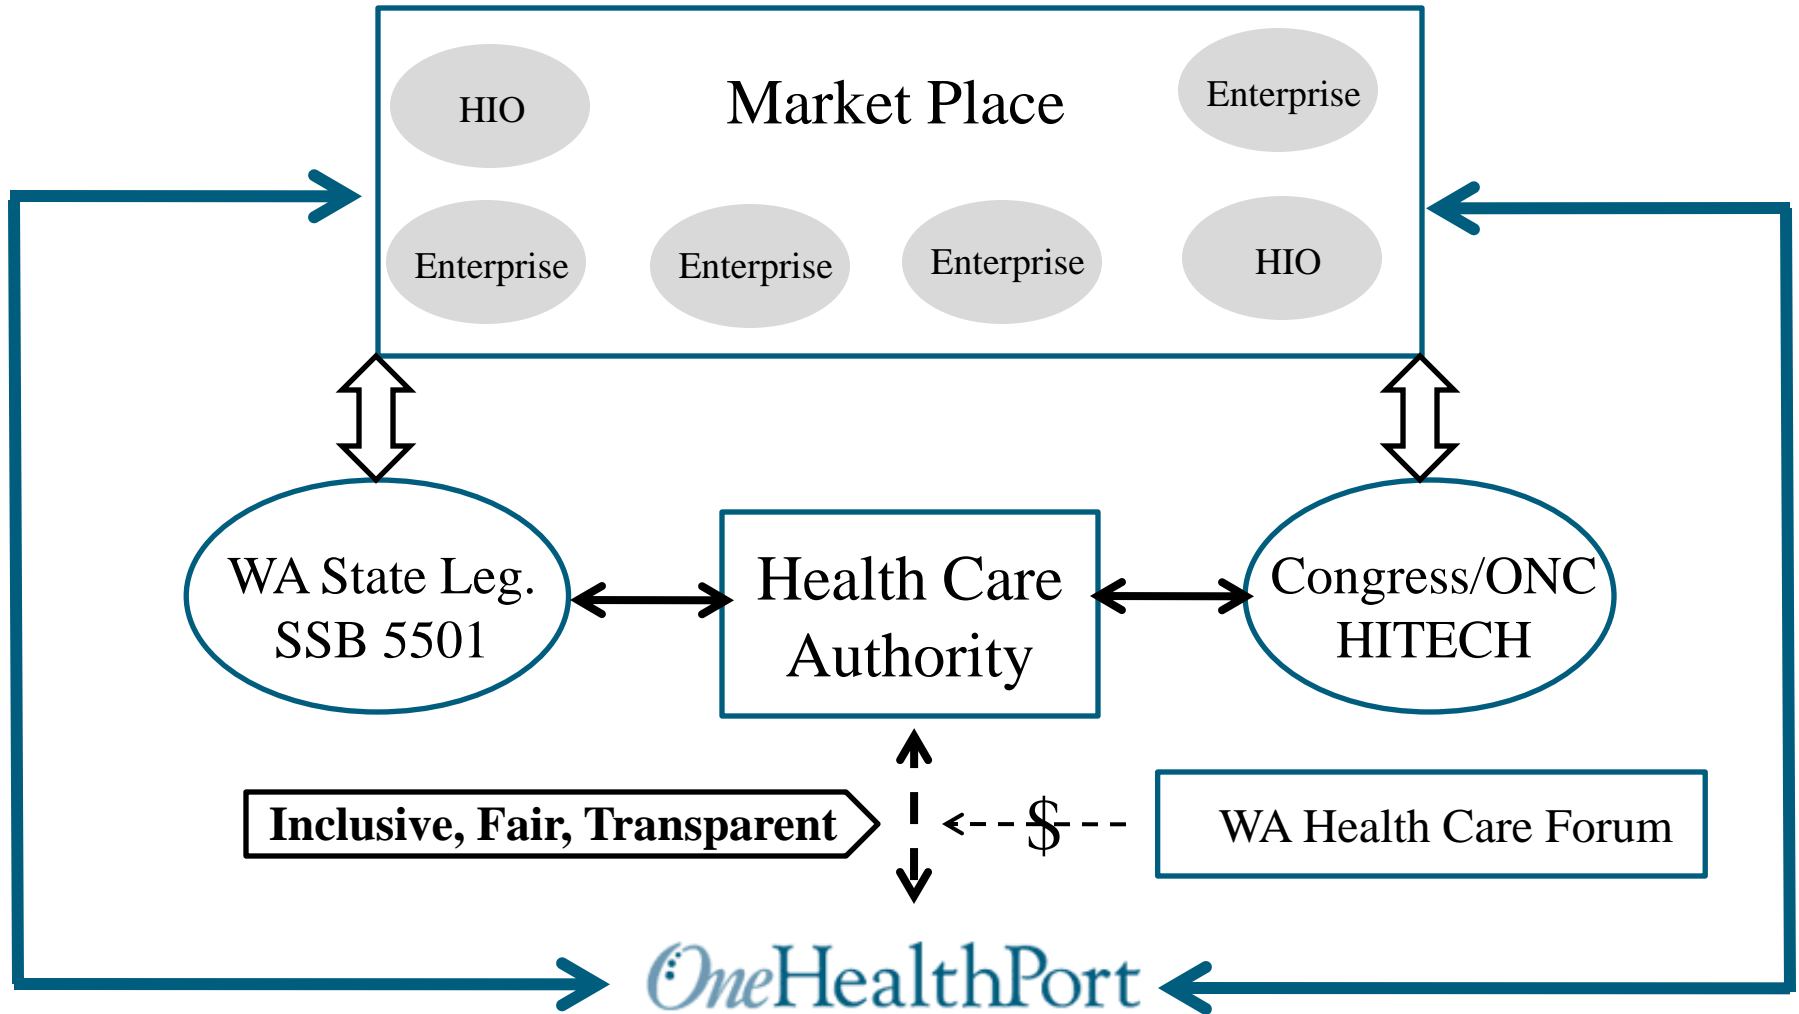 HIO
Market Place
Enterprise
Enterprise
Enterprise
Enterprise
HIO
WA State Leg.
SSB 5501
Health Care
Authority
Congress/ONC
HITECH
Inclusive, Fair, Transparent
$
WA Health Care Forum
OneHealthPort